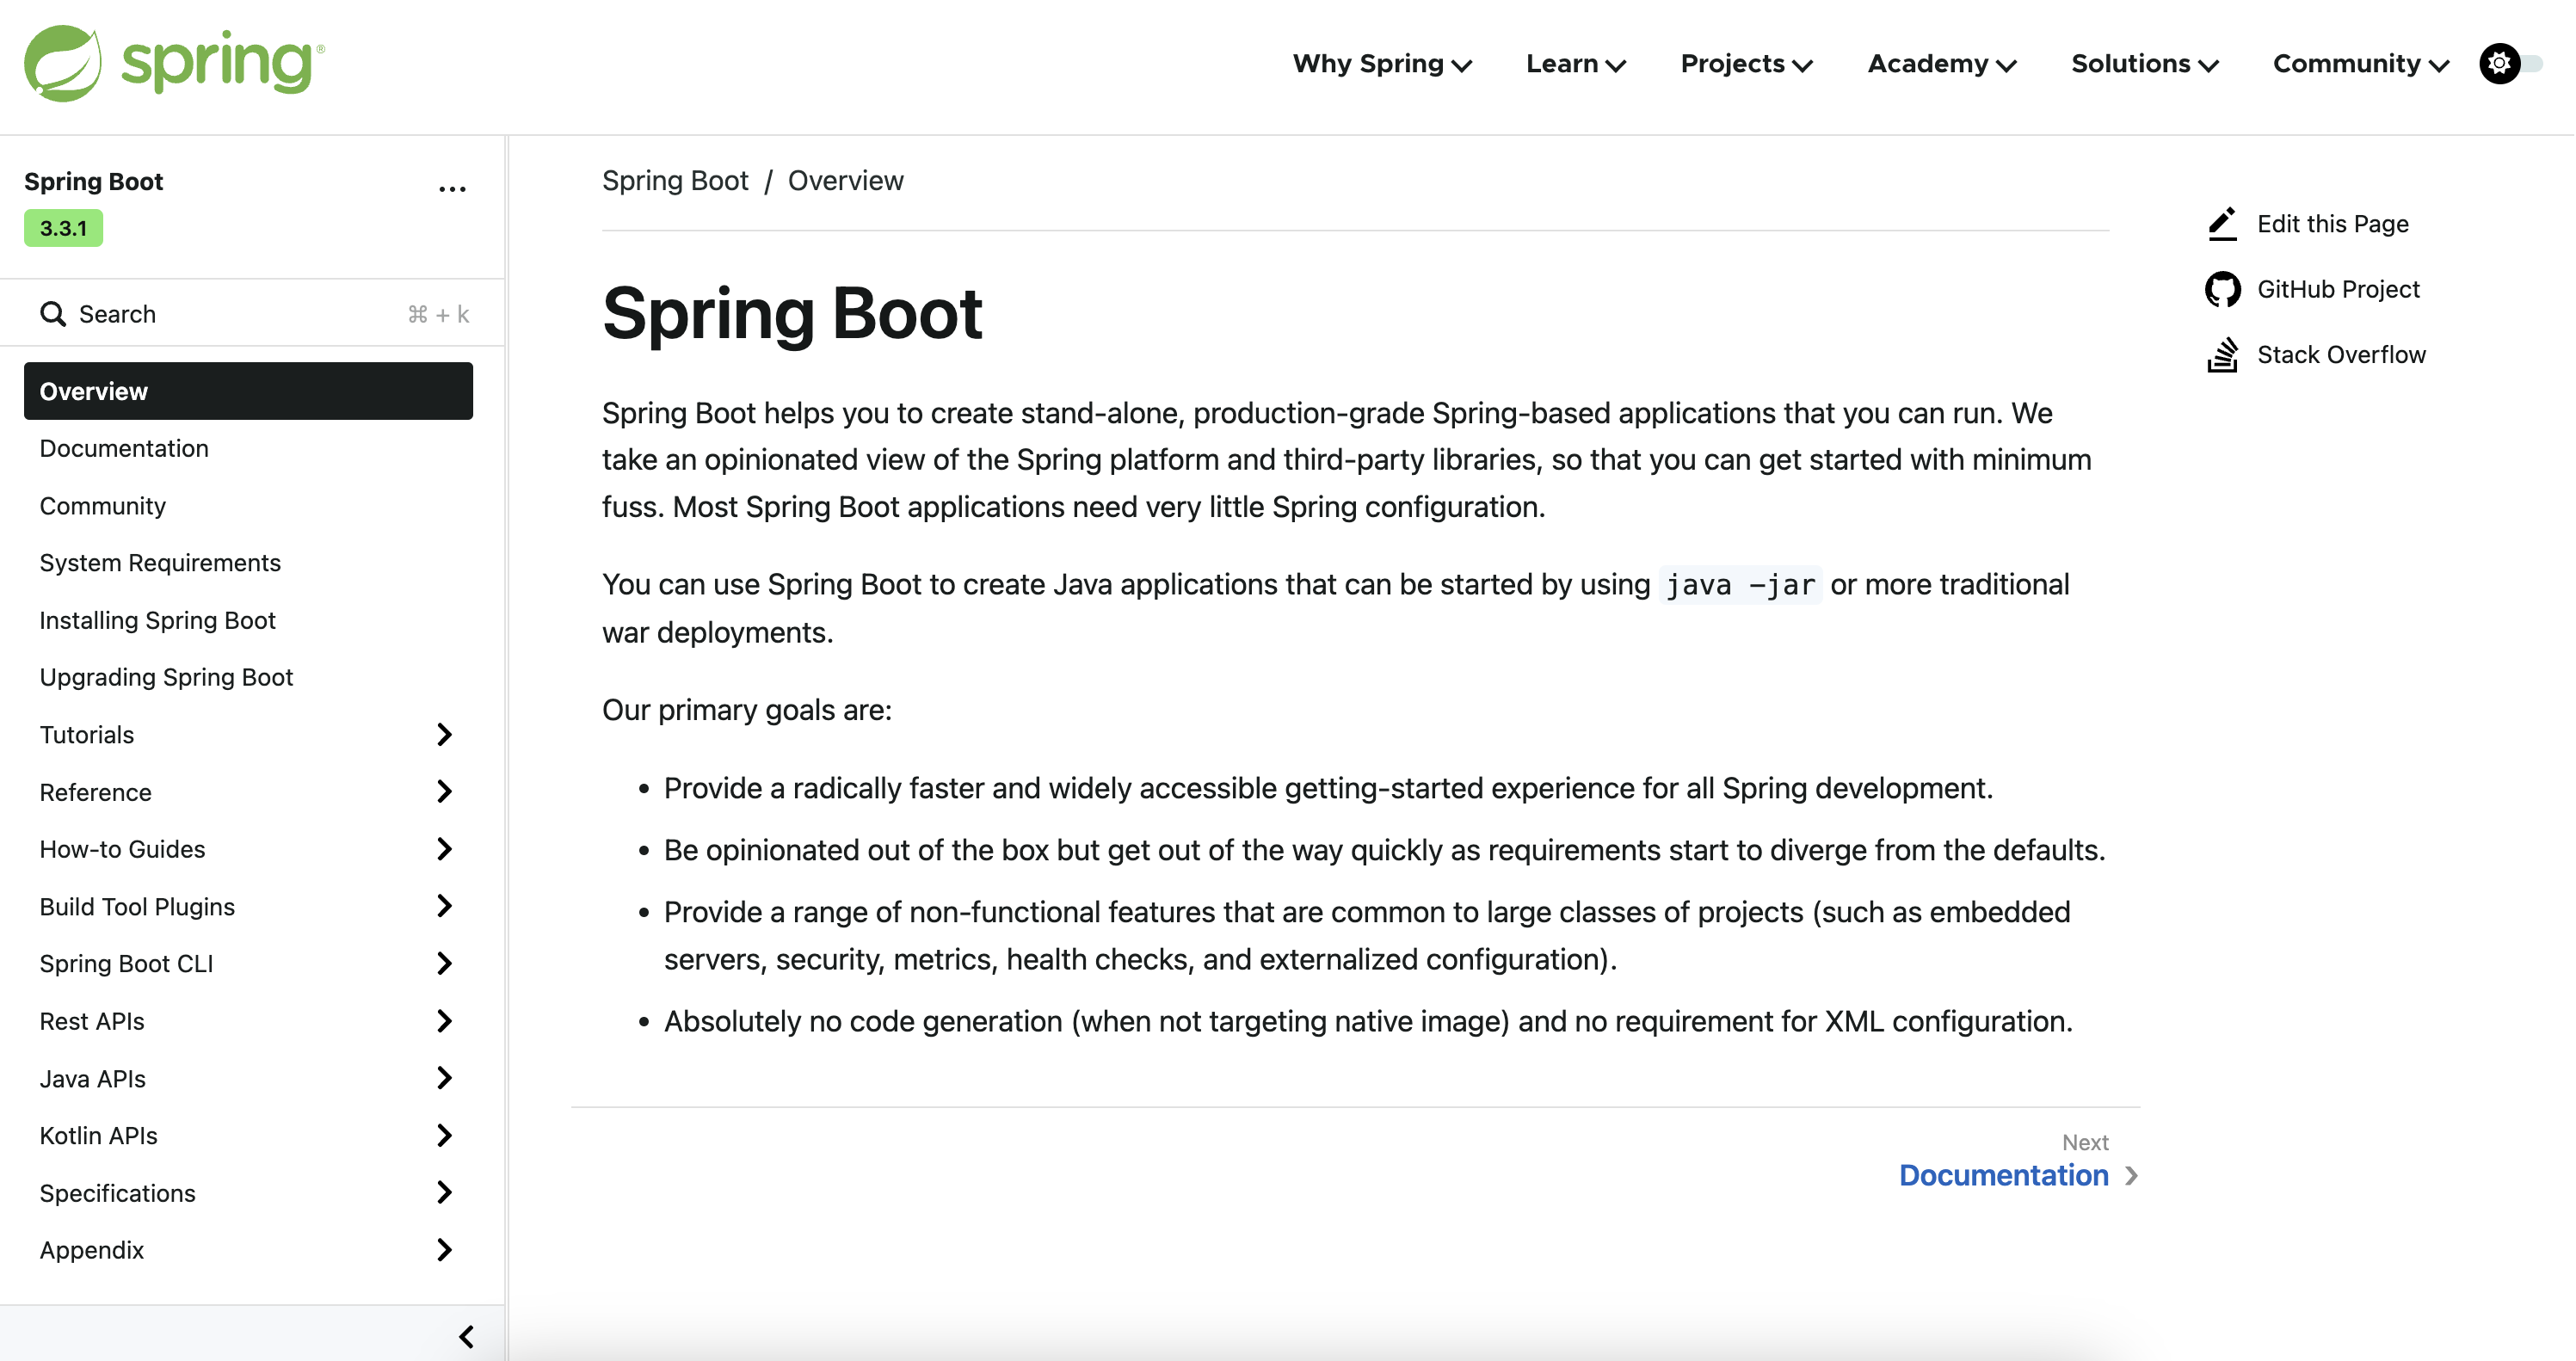 spring®
Why Spring
Learn
Projects
Academy
Solutions
Community
Spring Boot
...
3.3.1
Search
⌘ + k
Overview
Documentation
Community
System Requirements
Installing Spring Boot
Upgrading Spring Boot
Tutorials
Reference
How-to Guides
Build Tool Plugins
Spring Boot CLI
Rest APIs
Java APIs
Kotlin APIs
Specifications
Appendix
Spring Boot / Overview
Spring Boot
Spring Boot helps you to create stand-alone, production-grade Spring-based applications that you can run. We
take an opinionated view of the Spring platform and third-party libraries, so that you can get started with minimum
fuss. Most Spring Boot applications need very little Spring configuration.
You can use Spring Boot to create Java applications that can be started by using java -jar or more traditional
war deployments.
Our primary goals are:
• Provide a radically faster and widely accessible getting-started experience for all Spring development.
• Be opinionated out of the box but get out of the way quickly as requirements start to diverge from the defaults.
• Provide a range of non-functional features that are common to large classes of projects (such as embedded
servers, security, metrics, health checks, and externalized configuration).
• Absolutely no code generation (when not targeting native image) and no requirement for XML configuration.
Next
Documentation
Edit this Page
GitHub Project
Stack Overflow